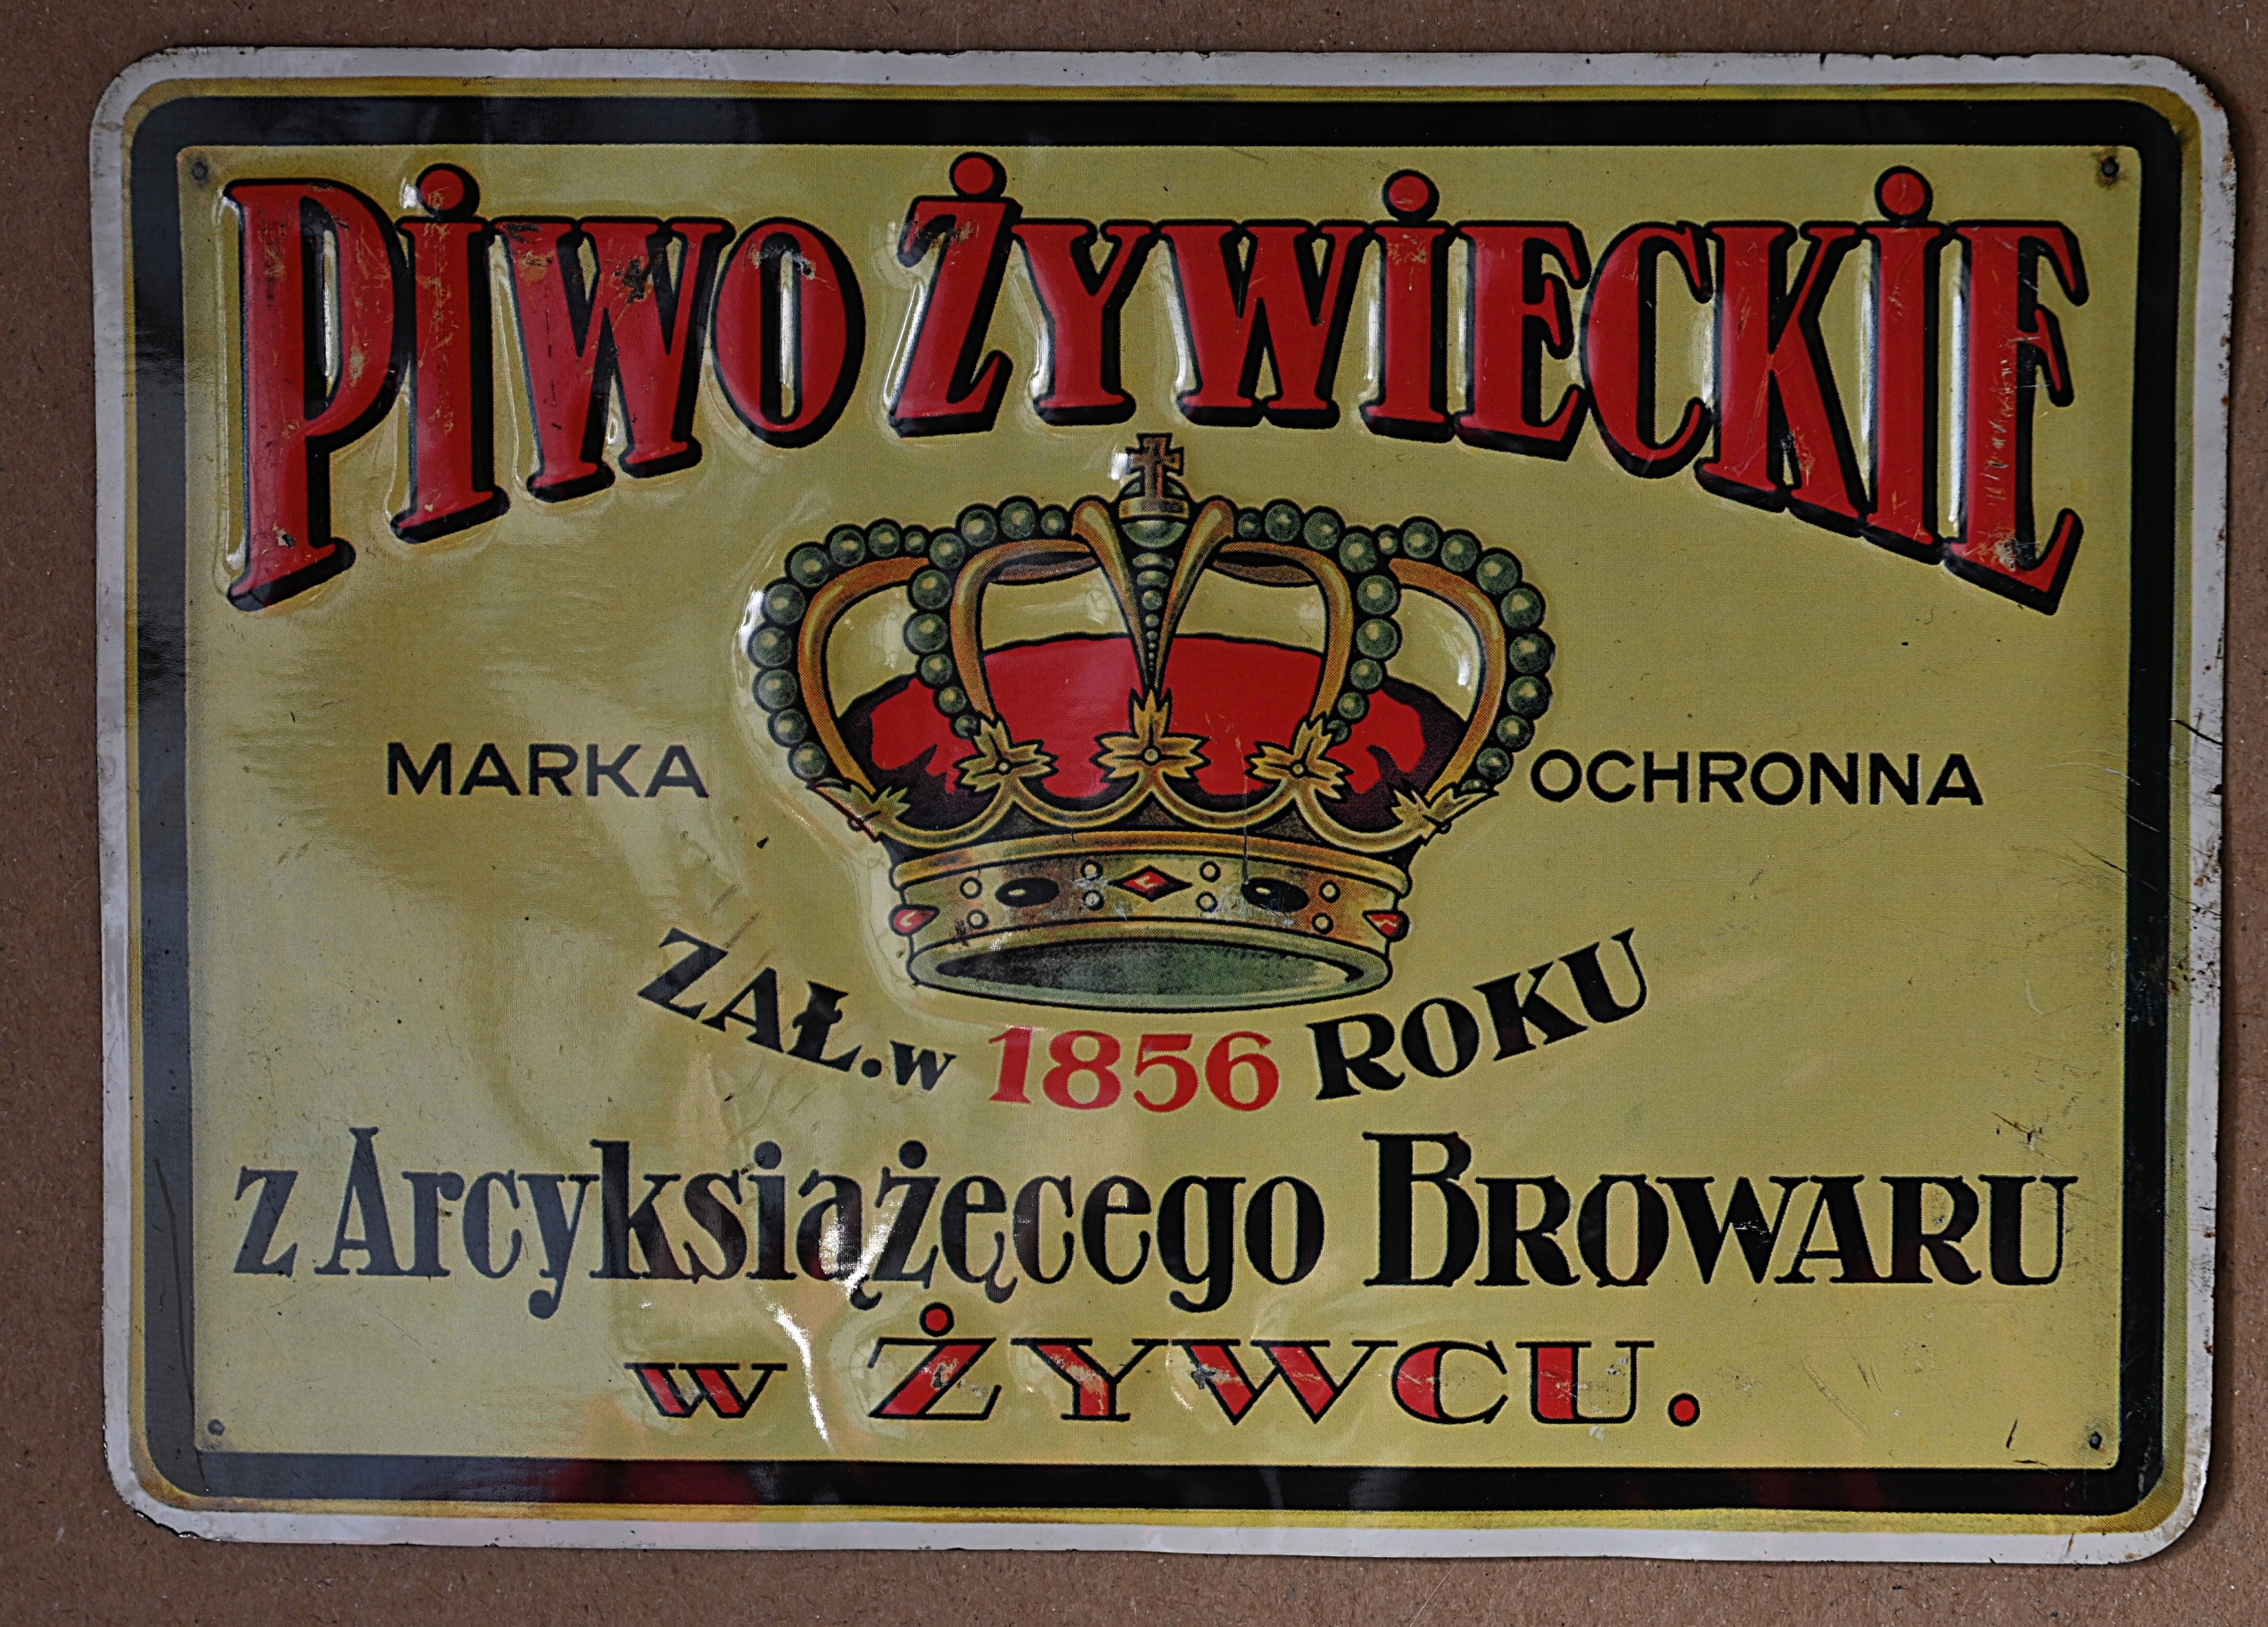 PiWO ŻYWiECKiE
MARKA OCHRONNA
ZAŁ. w 1856 ROKU
z Arcyksiążęcego BROWARU
w ŻYWCU.